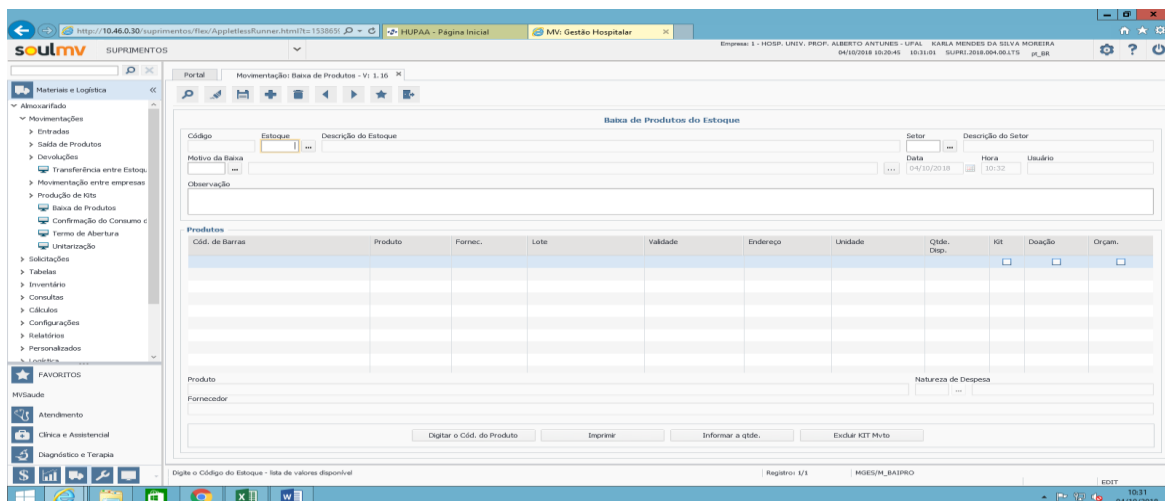 http://10.46.0.30/suprimentos/flex/AppletlessRunner.html?t=153865
HUPAA - Página Inicial
MV: Gestão Hospitalar
soulmv
SUPRIMENTOS
Empresa: 1 - HOSP. UNIV. PROF. ALBERTO ANTUNES - UFAL KARLA MENDES DA SILVA MOREIRA
04/10/2018 10:20:45 10:31:01 SUPRI.2018.004.00.LTS pt_BR
Portal
Movimentação: Baixa de Produtos - V: 1.16
Materiais e Logística
Almoxarifado
Movimentações
Entradas
Saída de Produtos
Devoluções
Transferência entre Estoqu
Movimentação entre empresas
Produção de Kits
Baixa de Produtos
Confirmação do Consumo d
Termo de Abertura
Unitarização
Solicitações
Tabelas
Inventário
Consultas
Cálculos
Configurações
Relatórios
Personalizados
Logística
FAVORITOS
MVSaude
Atendimento
Clínica e Assistencial
Diagnóstico e Terapia
Baixa de Produtos do Estoque
Código Estoque Descrição do Estoque Setor Descrição do Setor
Motivo da Baixa Data Hora Usuário
04/10/2018 10:32
Observação
Produtos
Cód. de Barras Produto Fornec. Lote Validade Endereço Unidade Qtde. Disp. Kit Doação Orçam.
Produto Natureza de Despesa
Fornecedor
Digitar o Cód. do Produto Imprimir Informar a qtde. Excluir KIT Mvto
Digite o Código do Estoque - lista de valores disponível Registro: 1/1 MGES/M_BAIPRO
EDIT
10:31
04/10/2018